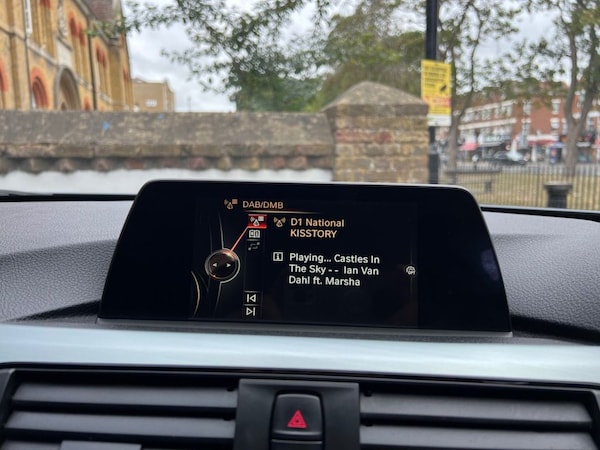 DAB/DMB
D1 National
KISSTORY
Playing... Castles In
The Sky - - Ian Van
Dahl ft. Marsha